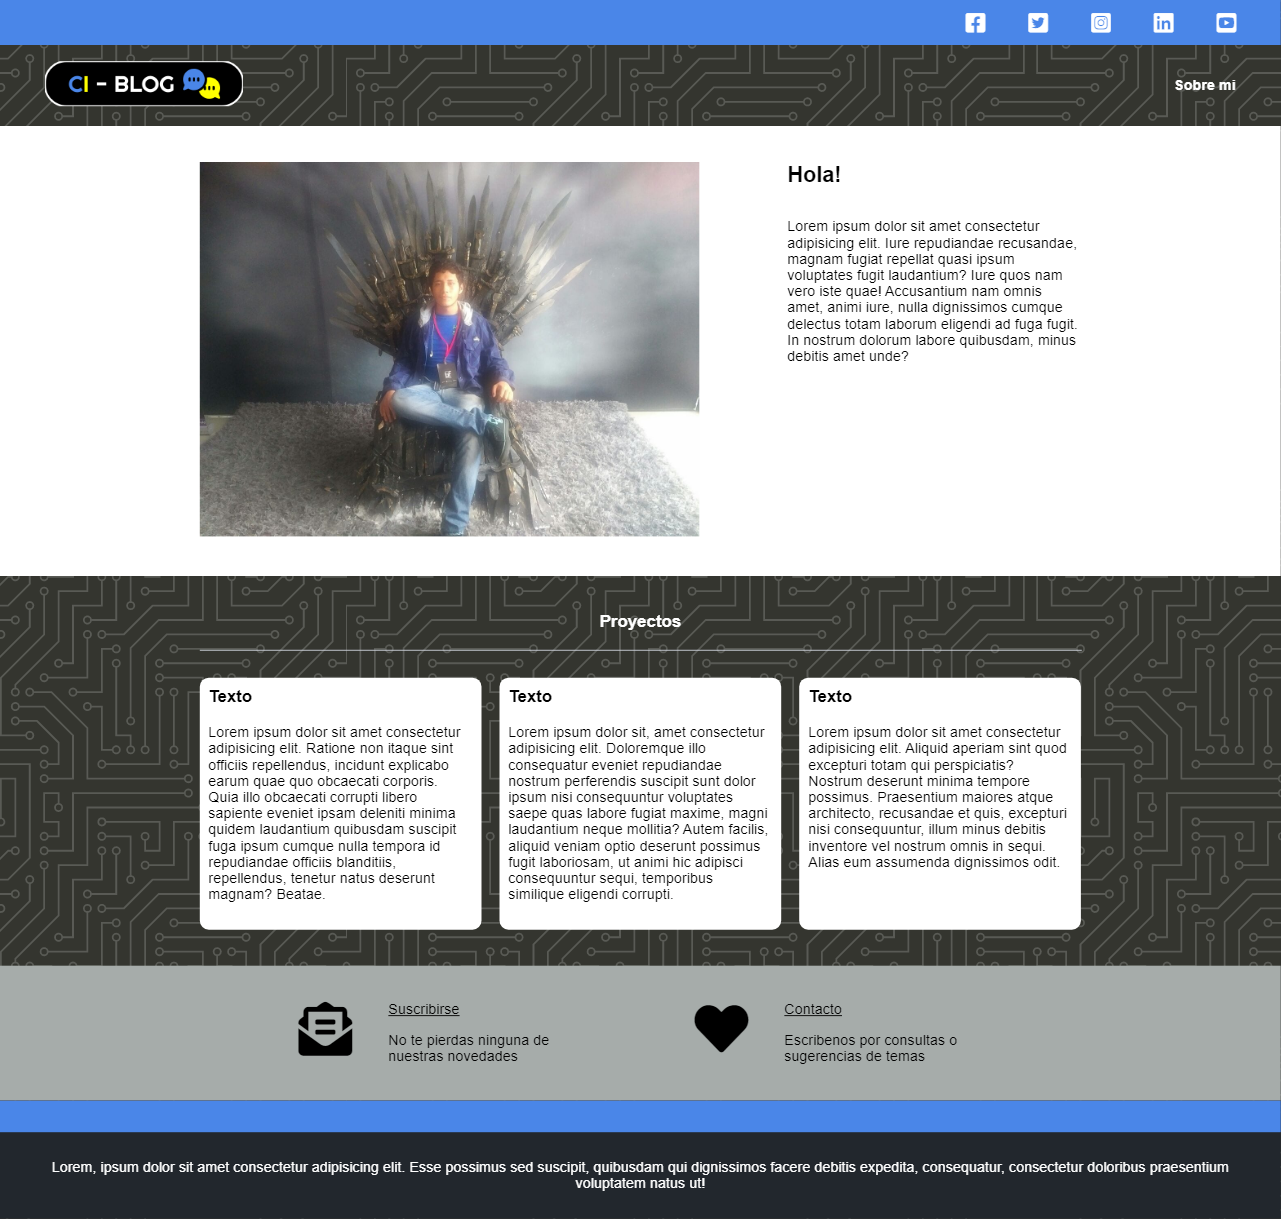 CI - BLOG
Sobre mi
Hola!
Lorem ipsum dolor sit amet consectetur
adipisicing elit. Iure repudiandae recusandae,
magnam fugiat repellat quasi ipsum
voluptates fugit laudantium? Iure quos nam
vero iste quae! Accusantium nam omnis
amet, animi iure, nulla dignissimos cumque
delectus totam laborum eligendi ad fuga fugit.
In nostrum dolorum labore quibusdam, minus
debitis amet unde?
Proyectos
Texto
Lorem ipsum dolor sit amet consectetur
adipisicing elit. Ratione non itaque sint
officiis repellendus, incidunt explicabo
earum quae quo obcaecati corporis.
Quia illo obcaecati corrupti libero
sapiente eveniet ipsam deleniti minima
quidem laudantium quibusdam suscipit
fuga ipsum cumque nulla tempora id
repudiandae officiis blanditiis,
repellendus, tenetur natus deserunt
magnam? Beatae.
Texto
Lorem ipsum dolor sit, amet consectetur
adipisicing elit. Doloremque illo
consequatur eveniet repudiandae
nostrum perferendis suscipit sunt dolor
ipsum nisi consequuntur voluptates
saepe quas labore fugiat maxime, magni
laudantium neque mollitia? Autem facilis,
aliquid veniam optio deserunt possimus
fugit laboriosam, ut animi hic adipisci
consequuntur sequi, temporibus
similique eligendi corrupti.
Texto
Lorem ipsum dolor sit amet consectetur
adipisicing elit. Aliquid aperiam sint quod
excepturi totam qui perspiciatis?
Nostrum deserunt minima tempore
possimus. Praesentium maiores atque
architecto, recusandae et quis, excepturi
nisi consequuntur, illum minus debitis
inventore vel nostrum omnis in sequi.
Alias eum assumenda dignissimos odit.
Suscribirse
No te pierdas ninguna de
nuestras novedades
Contacto
Escribenos por consultas o
sugerencias de temas
Lorem, ipsum dolor sit amet consectetur adipisicing elit. Esse possimus sed suscipit, quibusdam qui dignissimos facere debitis expedita, consequatur, consectetur doloribus praesentium
voluptatem natus ut!